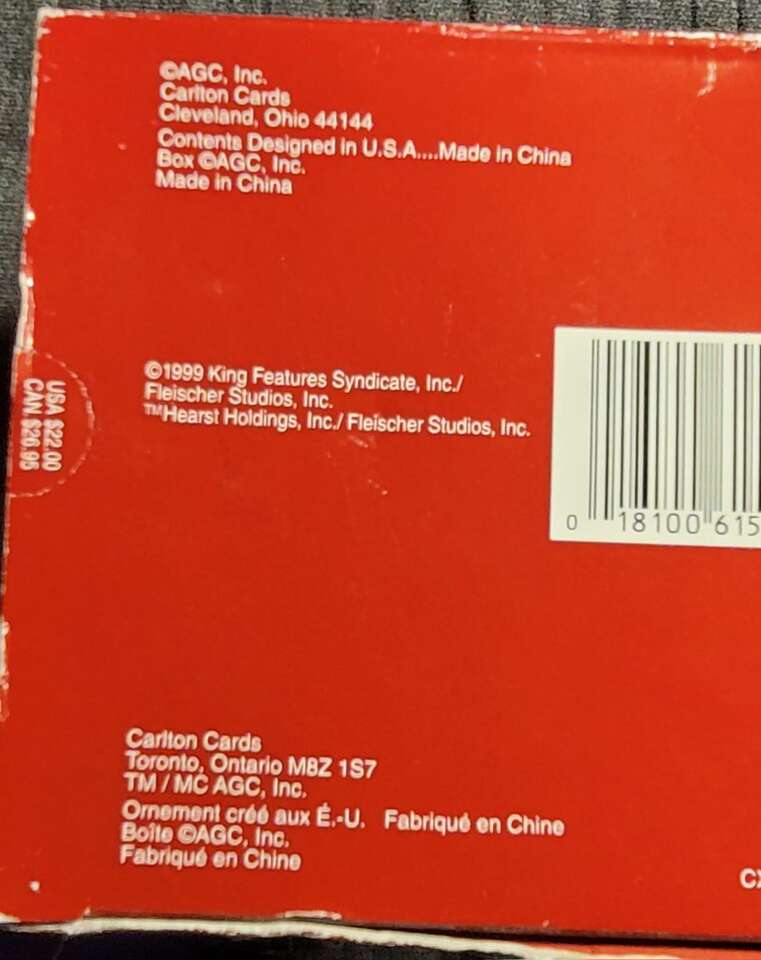 ©AGC, Inc.
Carlton Cards
Cleveland, Ohio 44144
Contents Designed in U.S.A....Made in China
Box ©AGC, Inc.
Made in China
©1999 King Features Syndicate, Inc./
Fleischer Studios, Inc.
™Hearst Holdings, Inc./ Fleischer Studios, Inc.
USA $22.00
CAN $26.95
0 18100 615
Carlton Cards
Toronto, Ontario M8Z 1S7
TM / MC AGC, Inc.
Ornement créé aux É.-U. Fabriqué en Chine
Boîte ©AGC, Inc.
Fabriqué en Chine
CX